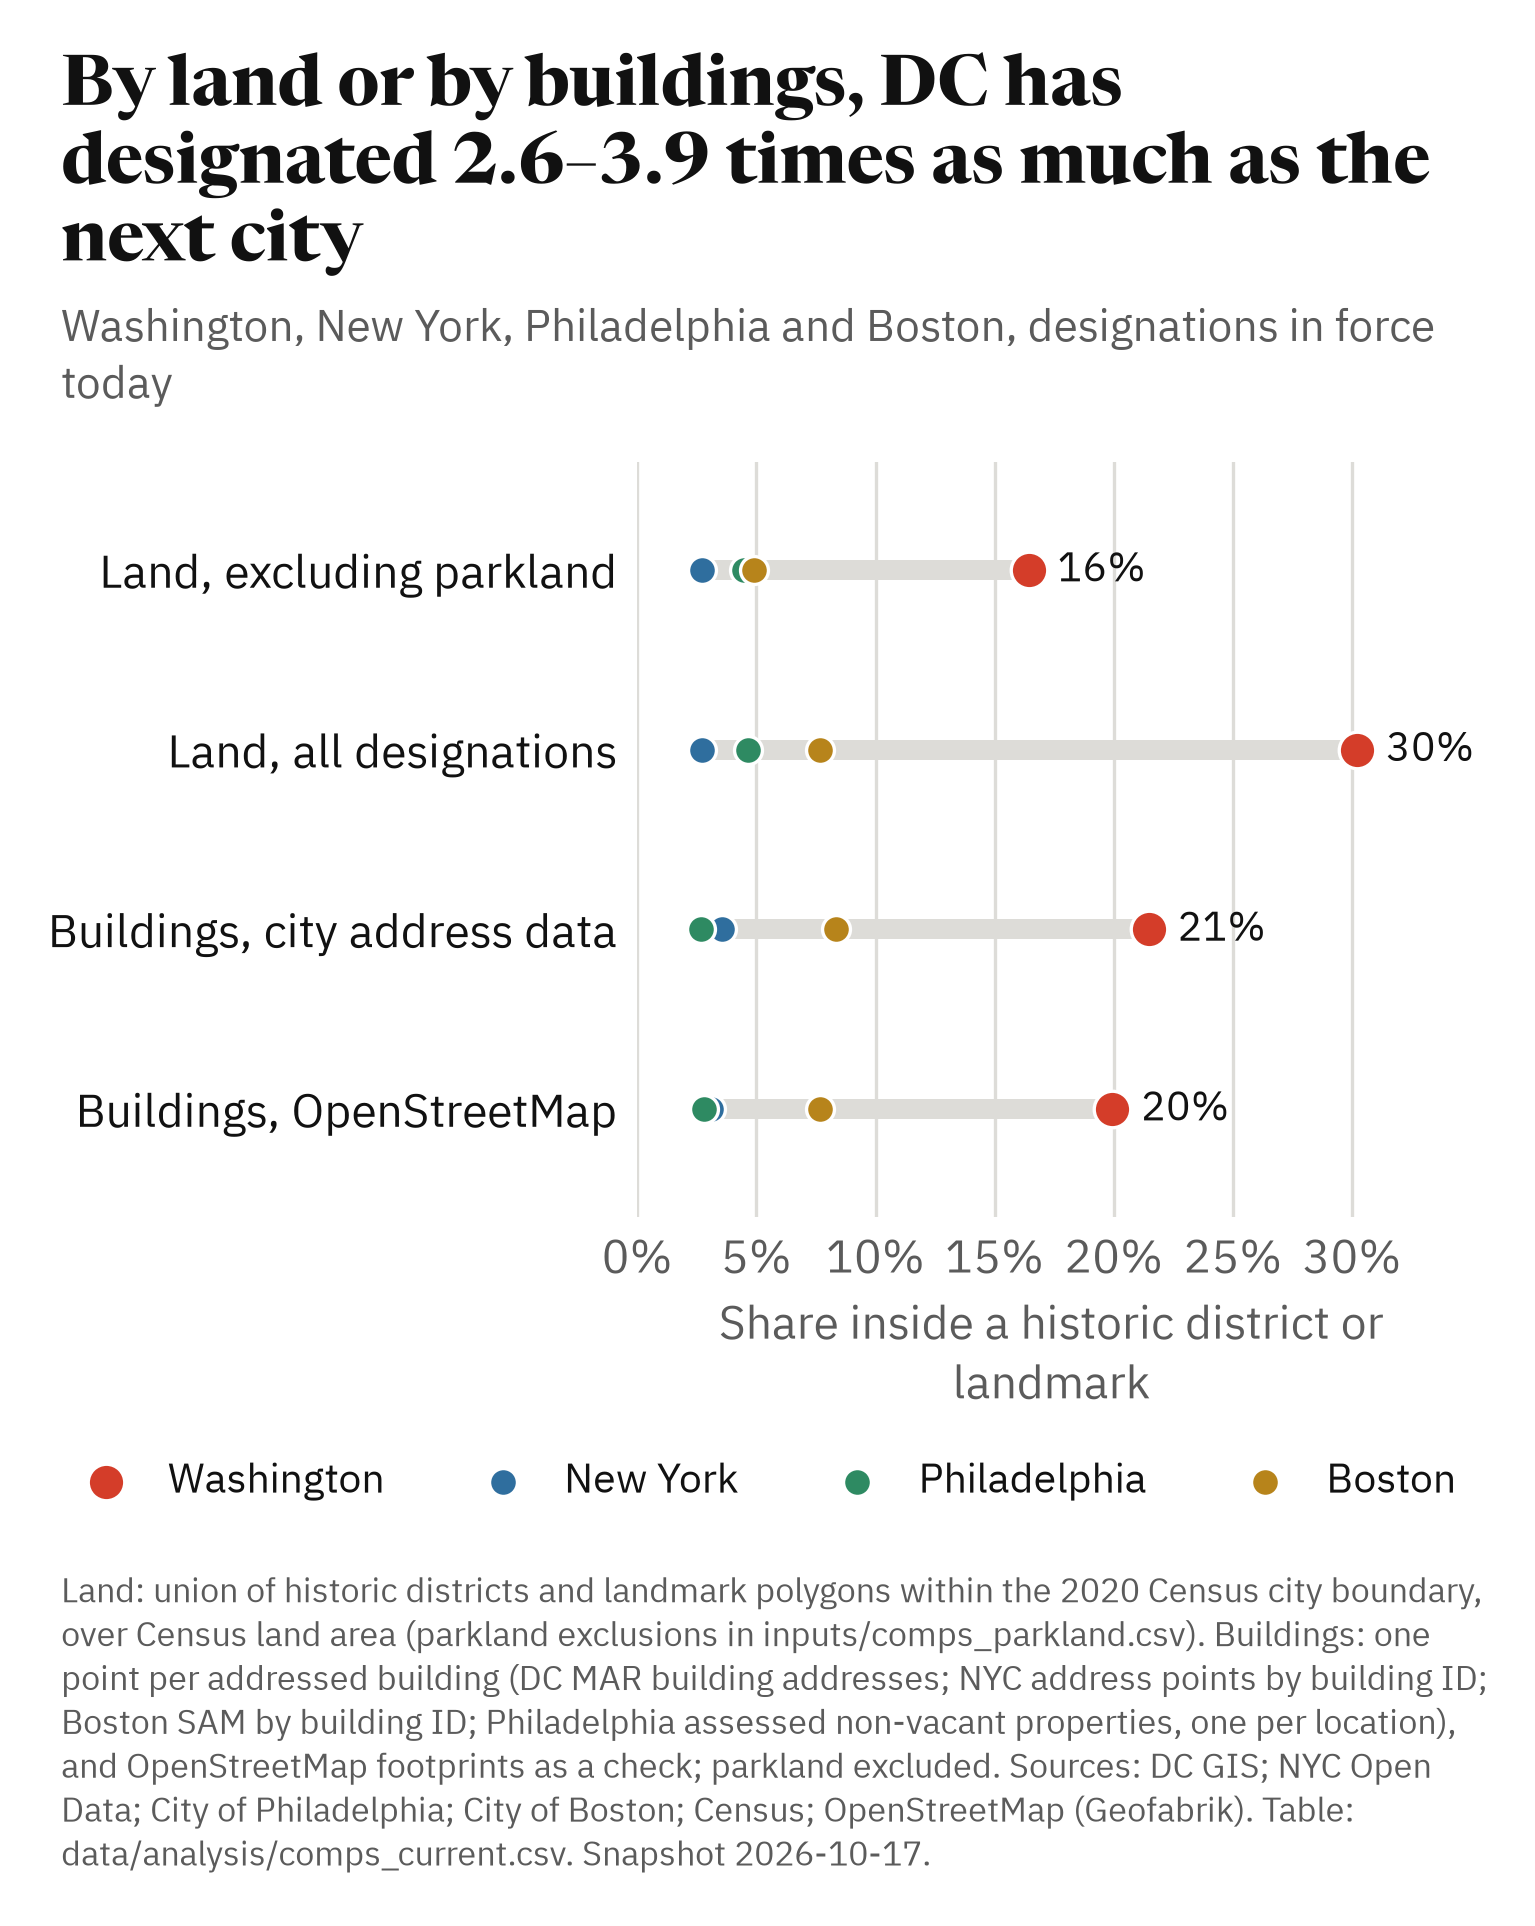 By land or by buildings, DC has
designated 2.6–3.9 times as much as the
next city
Washington, New York, Philadelphia and Boston, designations in force
today
Land, excluding parkland
16%
Land, all designations
30%
Buildings, city address data
21%
Buildings, OpenStreetMap
20%
0% 5% 10% 15% 20% 25% 30%
Share inside a historic district or
landmark
Washington New York Philadelphia Boston
Land: union of historic districts and landmark polygons within the 2020 Census city boundary,
over Census land area (parkland exclusions in inputs/comps_parkland.csv). Buildings: one
point per addressed building (DC MAR building addresses; NYC address points by building ID;
Boston SAM by building ID; Philadelphia assessed non-vacant properties, one per location),
and OpenStreetMap footprints as a check; parkland excluded. Sources: DC GIS; NYC Open
Data; City of Philadelphia; City of Boston; Census; OpenStreetMap (Geofabrik). Table:
data/analysis/comps_current.csv. Snapshot 2026-10-17.